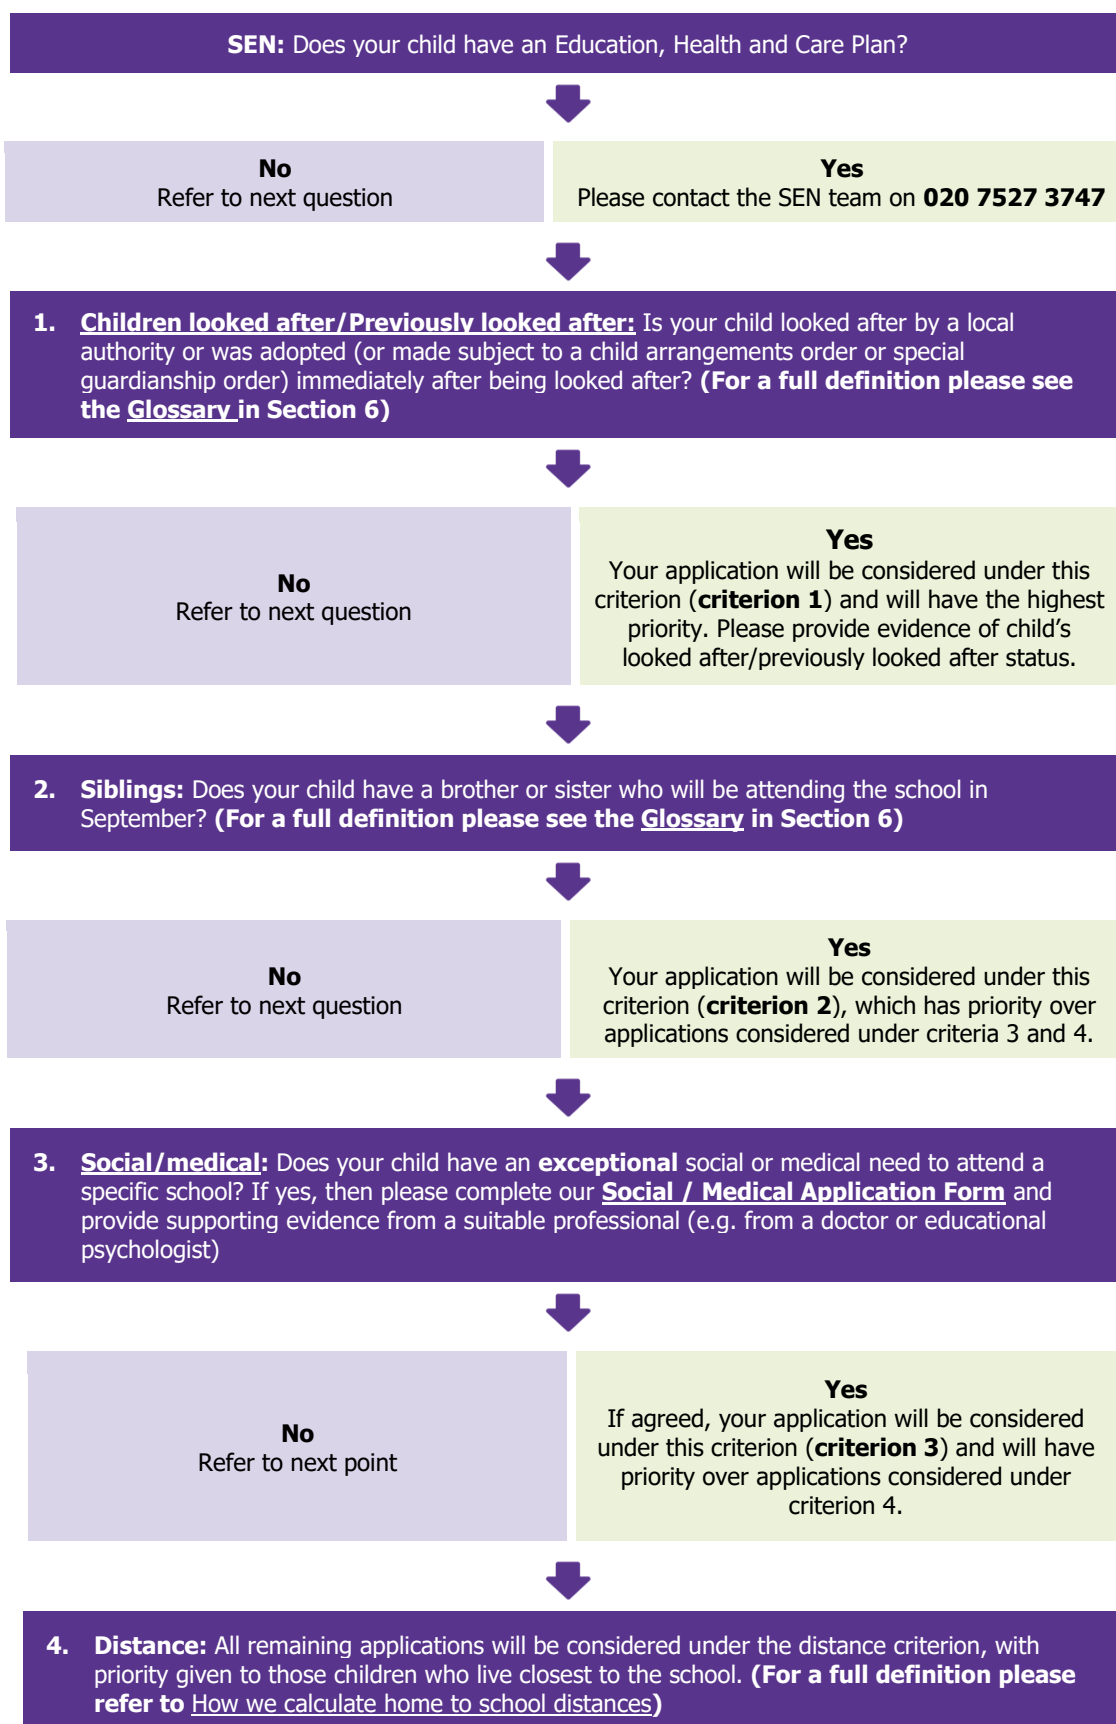 SEN: Does your child have an Education, Health and Care Plan?
No
Refer to next question
Yes
Please contact the SEN team on 020 7527 3747
1. Children looked after/Previously looked after: Is your child looked after by a local
authority or was adopted (or made subject to a child arrangements order or special
guardianship order) immediately after being looked after? (For a full definition please see
the Glossary in Section 6)
No
Refer to next question
Yes
Your application will be considered under this
criterion (criterion 1) and will have the highest
priority. Please provide evidence of child's
looked after/previously looked after status.
2. Siblings: Does your child have a brother or sister who will be attending the school in
September? (For a full definition please see the Glossary in Section 6)
No
Refer to next question
Yes
Your application will be considered under this
criterion (criterion 2), which has priority over
applications considered under criteria 3 and 4.
3. Social/medical: Does your child have an exceptional social or medical need to attend a
specific school? If yes, then please complete our Social / Medical Application Form and
provide supporting evidence from a suitable professional (e.g. from a doctor or educational
psychologist)
No
Refer to next point
Yes
If agreed, your application will be considered
under this criterion (criterion 3) and will have
priority over applications considered under
criterion 4.
4. Distance: All remaining applications will be considered under the distance criterion, with
priority given to those children who live closest to the school. (For a full definition please
refer to How we calculate home to school distances)